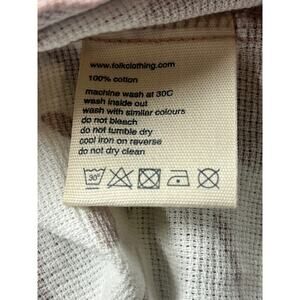 www.folkclothing.com
100% cotton
machine wash at 30C
wash inside out
wash with similar colours
do not bleach
do not tumble dry
cool iron on reverse
do not dry clean
30°